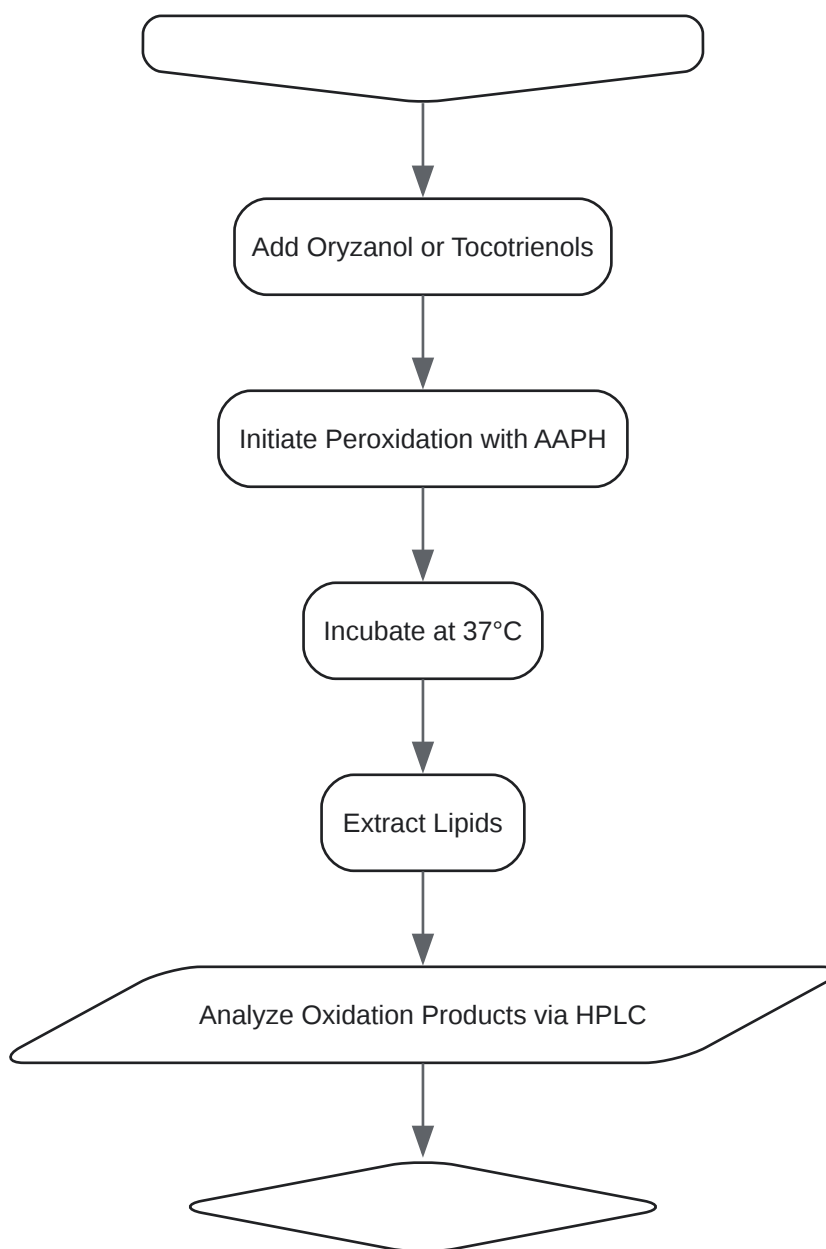 Add Oryzanol or Tocotrienols
Initiate Peroxidation with AAPH
Incubate at 37°C
Extract Lipids
Analyze Oxidation Products via HPLC